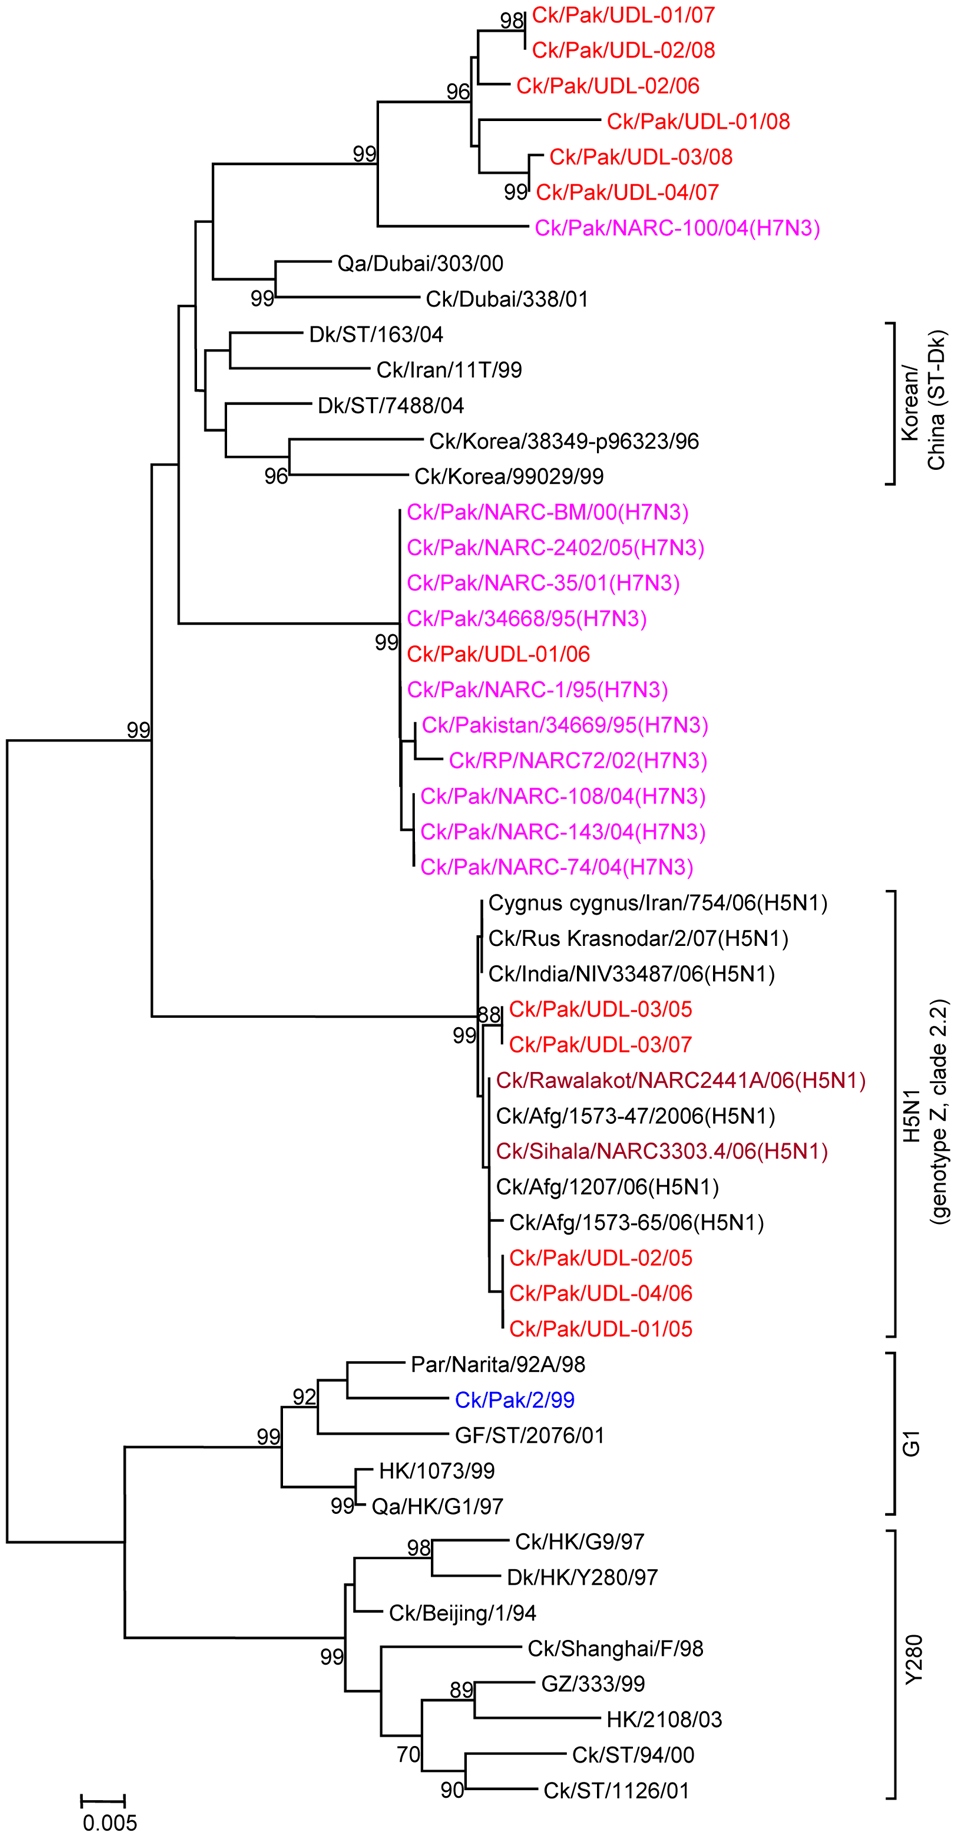 98
Ck/Pak/UDL-01/07
Ck/Pak/UDL-02/08
Ck/Pak/UDL-02/06
96
Ck/Pak/UDL-01/08
99
Ck/Pak/UDL-03/08
99
Ck/Pak/UDL-04/07
Ck/Pak/NARC-100/04(H7N3)
Qa/Dubai/303/00
99
Ck/Dubai/338/01
Dk/ST/163/04
Ck/Iran/11T/99
Dk/ST/7488/04
Ck/Korea/38349-p96323/96
96
Ck/Korea/99029/99
Korean/
China (ST-Dk)
Ck/Pak/NARC-BM/00(H7N3)
Ck/Pak/NARC-2402/05(H7N3)
Ck/Pak/NARC-35/01(H7N3)
Ck/Pak/34668/95(H7N3)
99
Ck/Pak/UDL-01/06
Ck/Pak/NARC-1/95(H7N3)
Ck/Pakistan/34669/95(H7N3)
99
Ck/RP/NARC72/02(H7N3)
Ck/Pak/NARC-108/04(H7N3)
Ck/Pak/NARC-143/04(H7N3)
Ck/Pak/NARC-74/04(H7N3)
Cygnus cygnus/Iran/754/06(H5N1)
Ck/Rus Krasnodar/2/07(H5N1)
Ck/India/NIV33487/06(H5N1)
88
Ck/Pak/UDL-03/05
99
Ck/Pak/UDL-03/07
Ck/Rawalakot/NARC2441A/06(H5N1)
Ck/Afg/1573-47/2006(H5N1)
Ck/Sihala/NARC3303.4/06(H5N1)
Ck/Afg/1207/06(H5N1)
Ck/Afg/1573-65/06(H5N1)
Ck/Pak/UDL-02/05
Ck/Pak/UDL-04/06
Ck/Pak/UDL-01/05
H5N1
(genotype Z, clade 2.2)
Par/Narita/92A/98
92
Ck/Pak/2/99
99
GF/ST/2076/01
HK/1073/99
99
Qa/HK/G1/97
G1
Ck/HK/G9/97
98
Dk/HK/Y280/97
Ck/Beijing/1/94
99
Ck/Shanghai/F/98
GZ/333/99
89
HK/2108/03
70
Ck/ST/94/00
90
Ck/ST/1126/01
Y280
0.005